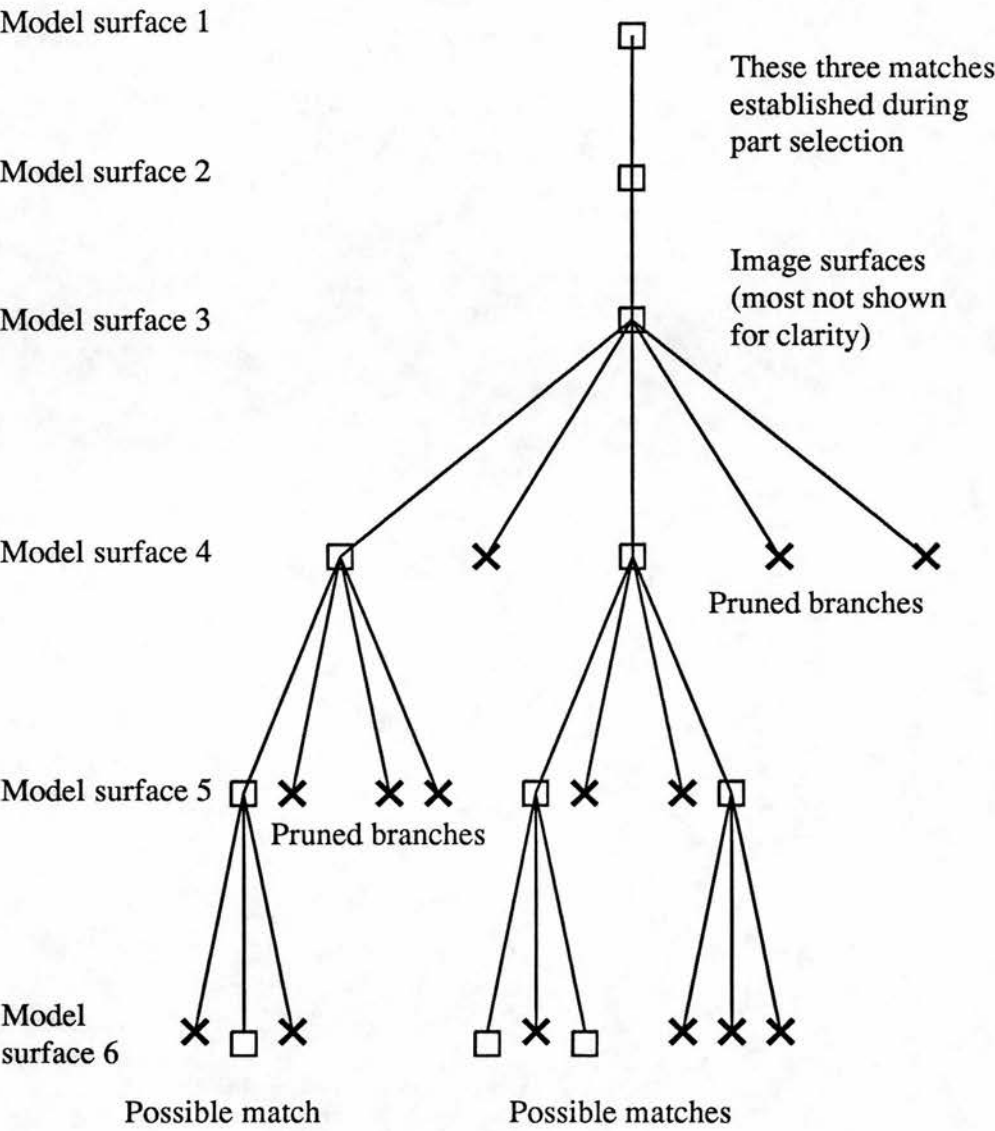 Model surface 1
These three matches
established during
part selection
Model surface 2
Image surfaces
(most not shown
for clarity)
Model surface 3
Model surface 4
Pruned branches
Model surface 5
Pruned branches
Model
surface 6
Possible match
Possible matches